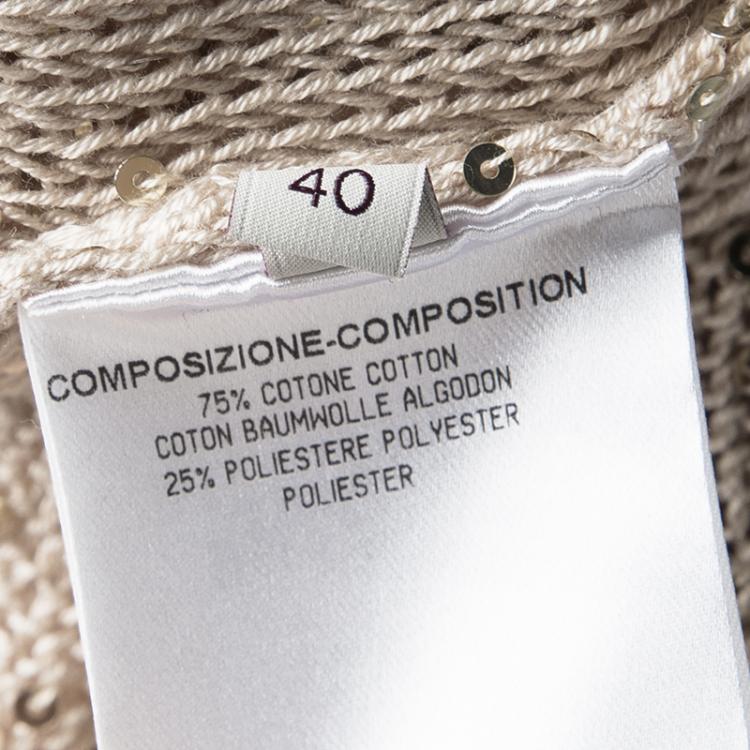 40
COMPOSIZIONE-COMPOSITION
75% COTONE COTTON
COTON BAUMWOLLE ALGODON
25% POLIESTERE POLYESTER
POLIESTER